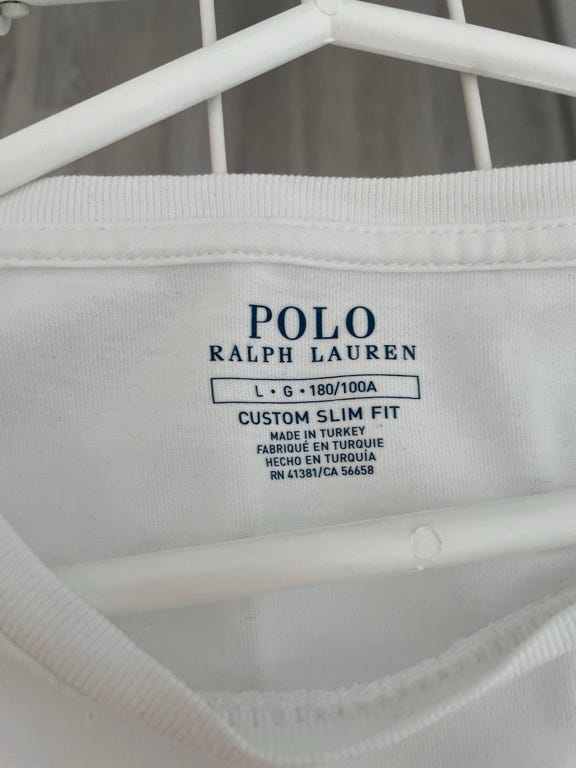 POLO
RALPH LAUREN
L • G • 180/100A
CUSTOM SLIM FIT
MADE IN TURKEY
FABRIQUÉ EN TURQUIE
HECHO EN TURQUÍA
RN 41381/CA 56658